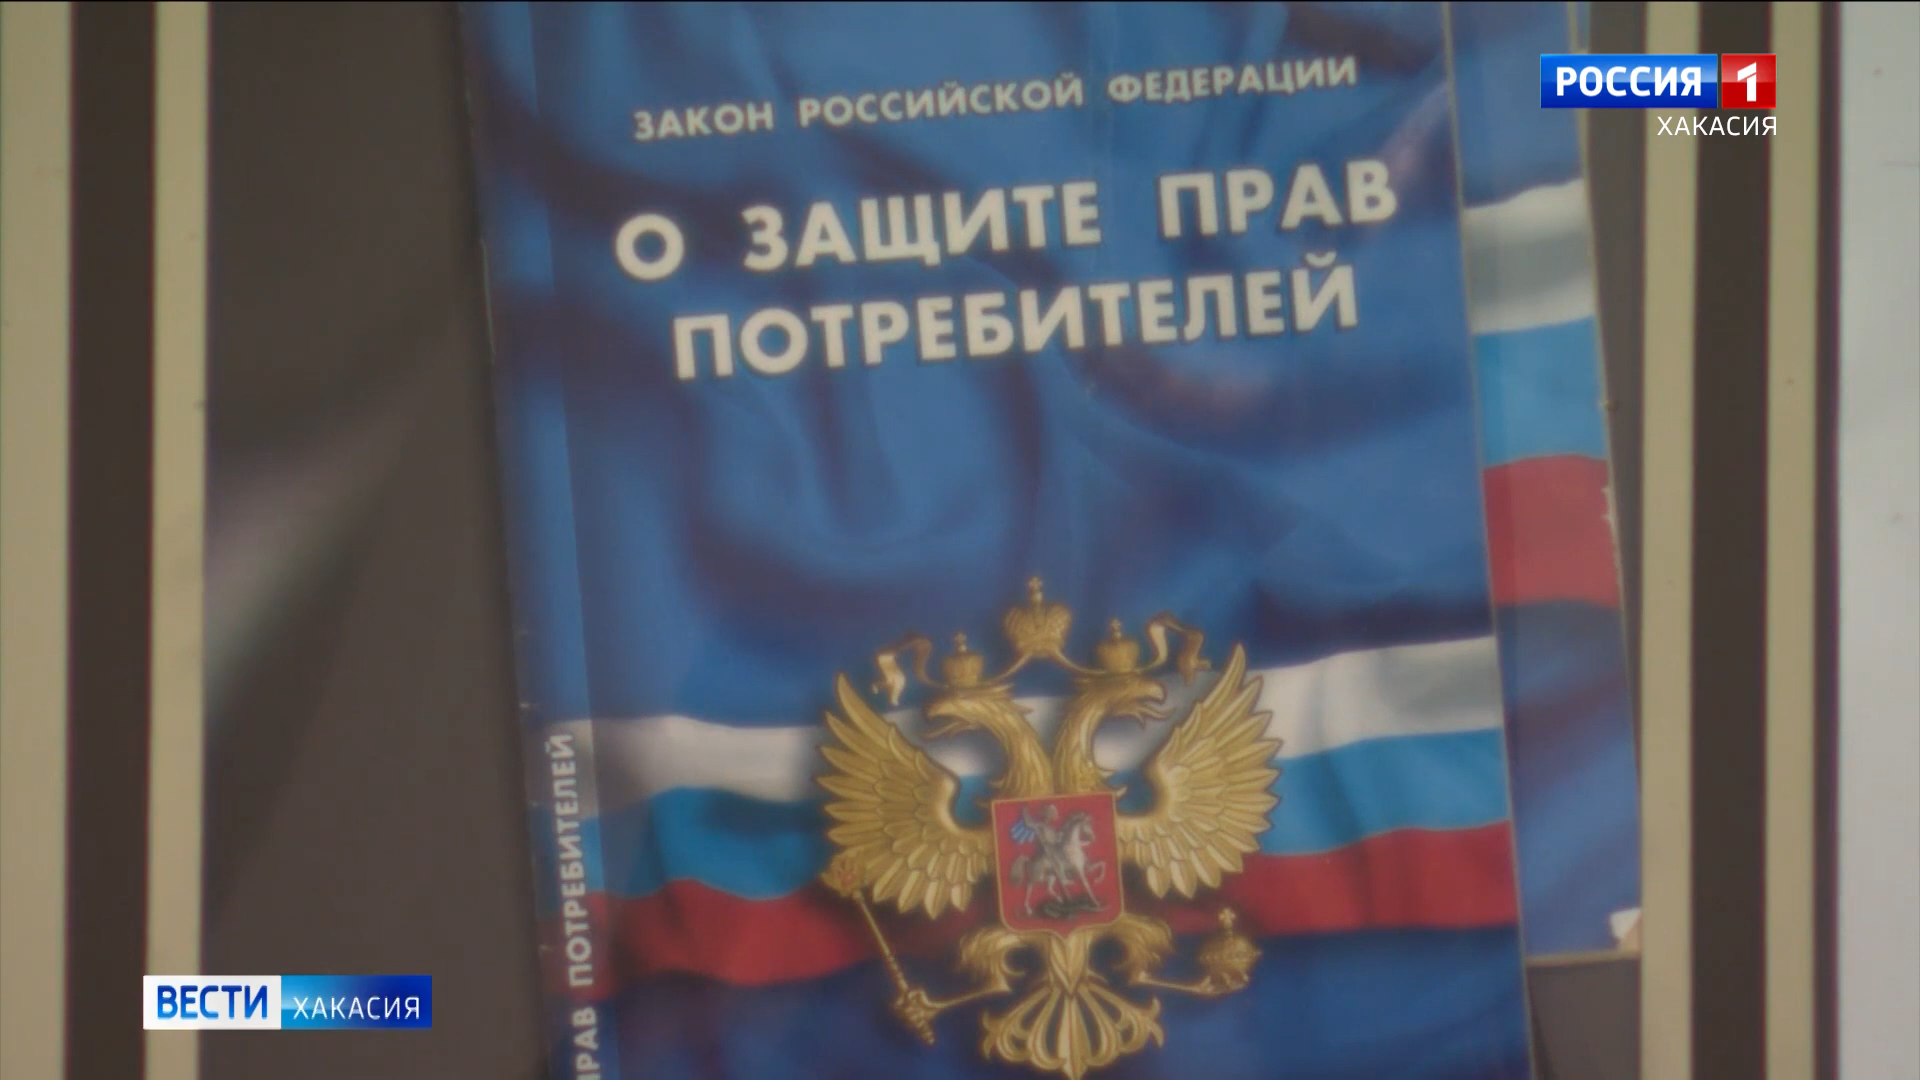 РОССИЯ 1
ХАКАСИЯ
ЗАКОН РОССИЙСКОЙ ФЕДЕРАЦИИ
О ЗАЩИТЕ ПРАВ
ПОТРЕБИТЕЛЕЙ
ПРАВ ПОТРЕБИТЕЛЕЙ
ВЕСТИ ХАКАСИЯ